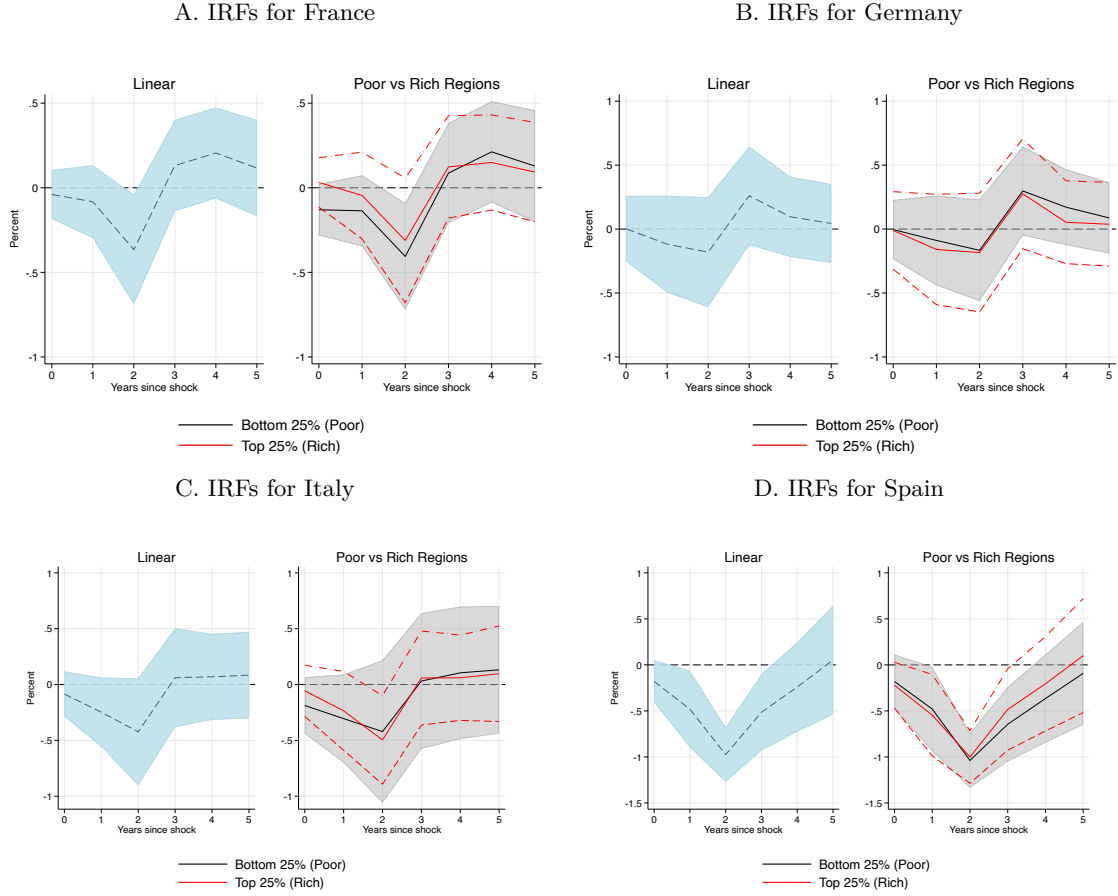 A. IRFs for France
B. IRFs for Germany
Linear
Poor vs Rich Regions
Linear
Poor vs Rich Regions
Percent
.5
0
-.5
-1
0 1 2 3 4 5
Years since shock
.5
0
-.5
-1
0 1 2 3 4 5
Years since shock
Percent
1
.5
0
-.5
-1
0 1 2 3 4 5
Years since shock
1
.5
0
-.5
-1
0 1 2 3 4 5
Years since shock
Bottom 25% (Poor)
Top 25% (Rich)
Bottom 25% (Poor)
Top 25% (Rich)
C. IRFs for Italy
D. IRFs for Spain
Linear
Poor vs Rich Regions
Linear
Poor vs Rich Regions
Percent
1
.5
0
-.5
-1
0 1 2 3 4 5
Years since shock
1
.5
0
-.5
-1
0 1 2 3 4 5
Years since shock
Percent
1
.5
0
-.5
-1
-1.5
0 1 2 3 4 5
Years since shock
1
.5
0
-.5
-1
-1.5
0 1 2 3 4 5
Years since shock
Bottom 25% (Poor)
Top 25% (Rich)
Bottom 25% (Poor)
Top 25% (Rich)